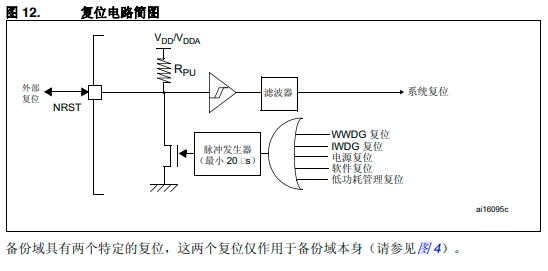 图 12. 复位电路简图
VDD/VDDA
RPU
外部
复位
NRST
滤波器
系统复位
脉冲发生器
(最小 20 □s)
WWDG 复位
IWDG 复位
电源复位
软件复位
低功耗管理复位
ai16095c
备份域具有两个特定的复位，这两个复位仅作用于备份域本身（请参见图 4）。